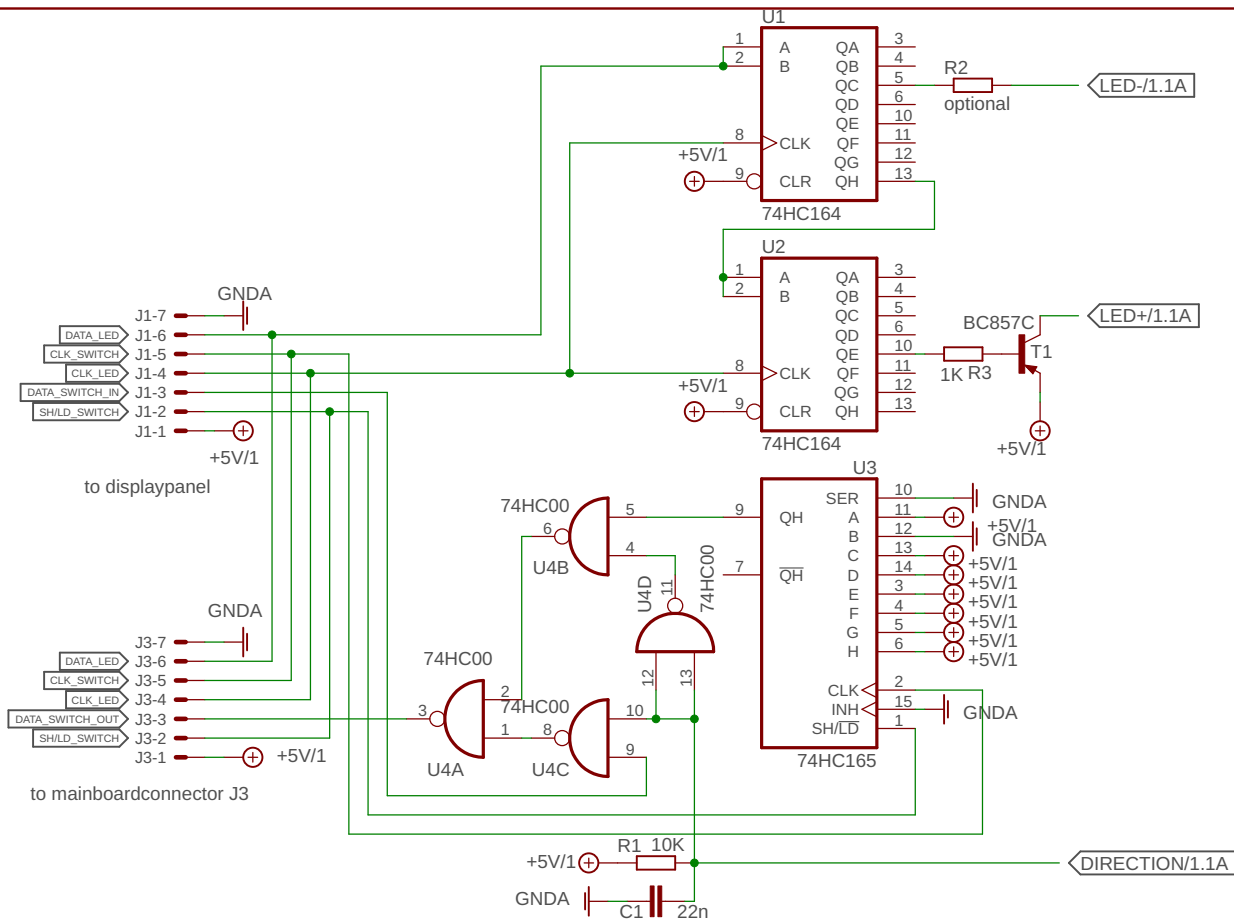 U1
1 A QA 3
2 B QB 4
QC 5
R2
optional
LED-/1.1A
QD 6
QE 10
8 CLK QF 11
QG 12
+5V/1
9 CLR QH 13
74HC164
U2
1 A QA 3
2 B QB 4
QC 5
QD 6
QE 10
8 CLK QF 11
QG 12
+5V/1
9 CLR QH 13
74HC164
BC857C
LED+/1.1A
T1
1K R3
+5V/1
GNDA
J1-7
DATA_LED J1-6
CLK_SWITCH J1-5
CLK_LED J1-4
DATA_SWITCH_IN J1-3
SH/LD_SWITCH J1-2
J1-1
+5V/1
to displaypanel
U3
SER 10 GNDA
9 QH A 11 +5V/1
B 12 GNDA
C 13 +5V/1
7 QH D 14 +5V/1
E 3 +5V/1
F 4 +5V/1
G 5 +5V/1
H 6 +5V/1
CLK 2
INH 15 GNDA
SH/LD 1
74HC165
74HC00
5
6
4
U4B
U4D
11
74HC00
12
13
74HC00
2
3
1
U4A
74HC00
10
8
9
U4C
GNDA
J3-7
DATA_LED J3-6
CLK_SWITCH J3-5
CLK_LED J3-4
DATA_SWITCH_OUT J3-3
SH/LD_SWITCH J3-2
J3-1 +5V/1
to mainboardconnector J3
R1 10K
+5V/1
DIRECTION/1.1A
GNDA
C1 22n